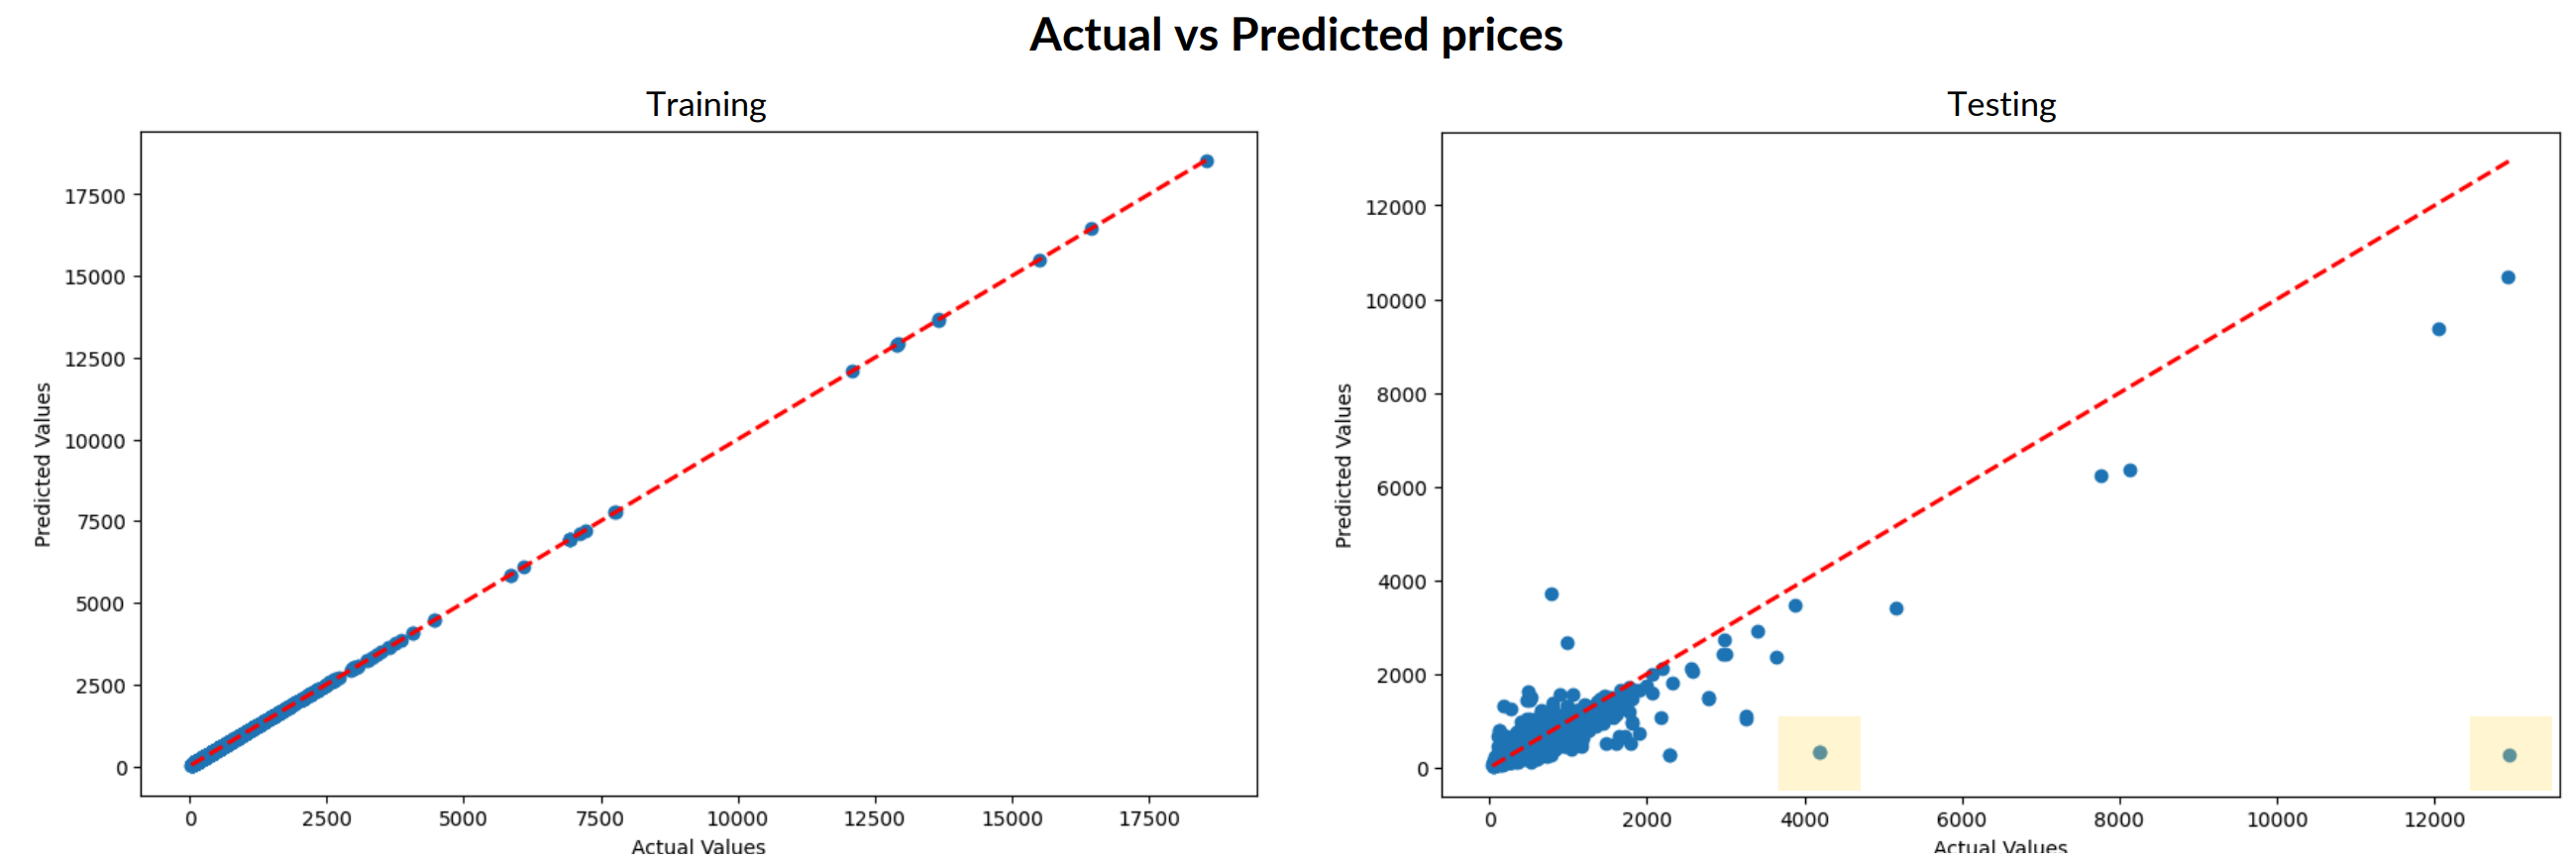 Actual vs Predicted prices
Training
17500
15000
12500
10000
7500
5000
2500
0
Predicted Values
0 2500 5000 7500 10000 12500 15000 17500
Actual Values
Testing
12000
10000
8000
6000
4000
2000
0
Predicted Values
0 2000 4000 6000 8000 10000 12000
Actual Values